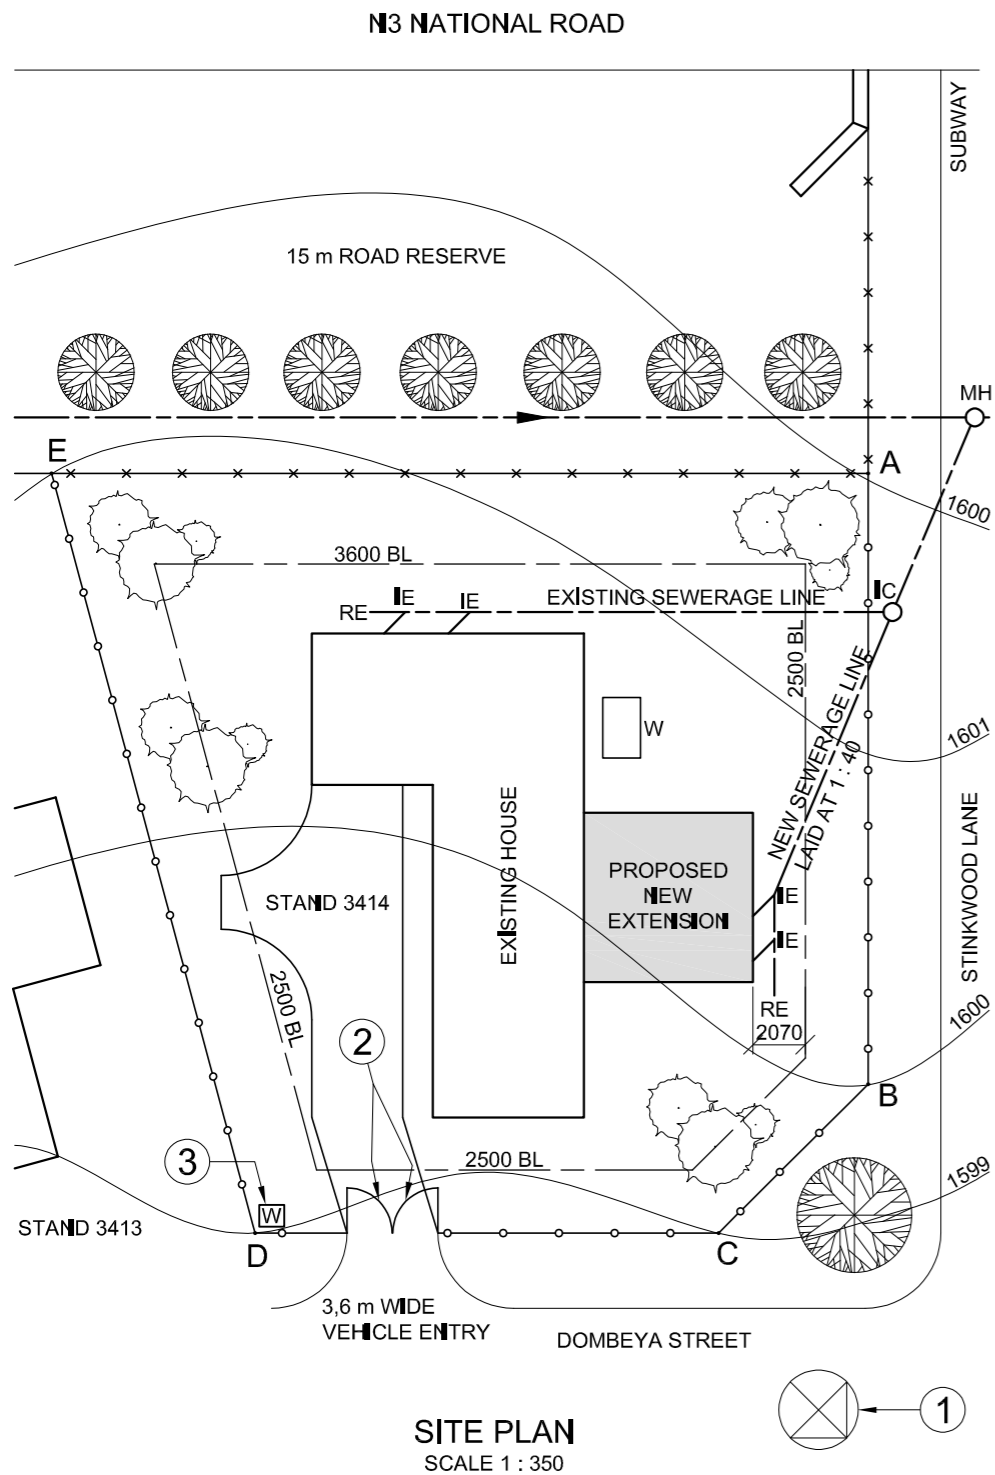 N3 NATIONAL ROAD
SUBWAY
15 m ROAD RESERVE
MH
E
A
1600
3600 BL
IE
IE
RE
EXISTING SEWERAGE LINE
IC
2500 BL
W
1601
NEW SEWERAGE LINE
LAID AT 1 : 40
EXISTING HOUSE
PROPOSED
NEW
EXTENSION
STAND 3414
IE
IE
STINKWOOD LANE
2500 BL
RE
2070
1600
2
B
3
2500 BL
1599
W
STAND 3413
D
C
3,6 m WIDE
VEHICLE ENTRY
DOMBEYA STREET
1
SITE PLAN
SCALE 1 : 350